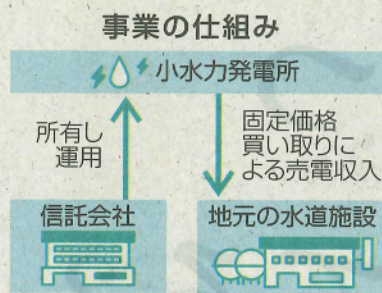 事業の仕組み
小水力発電所
所有し
運用
固定価格
買い取りに
よる売電収入
信託会社
地元の水道施設